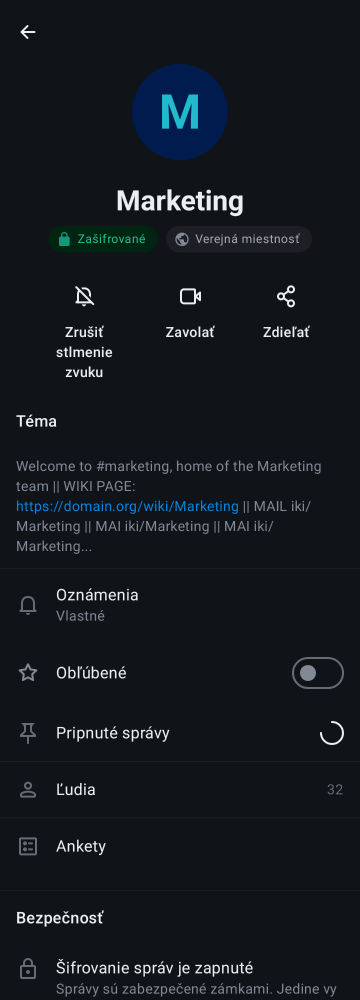 M
Marketing
Zašifrované
Verejná miestnosť
Zrušiť
stlmenie
zvuku
Zavolať
Zdieľať
Téma
Welcome to #marketing, home of the Marketing
team || WIKI PAGE:
https://domain.org/wiki/Marketing || MAIL iki/
Marketing || MAI iki/Marketing || MAI iki/
Marketing...
Oznámenia
Vlastné
Obľúbené
Pripnuté správy
Ľudia 32
Ankety
Bezpečnosť
Šifrovanie správ je zapnuté
Správy sú zabezpečené zámkami. Jedine vy